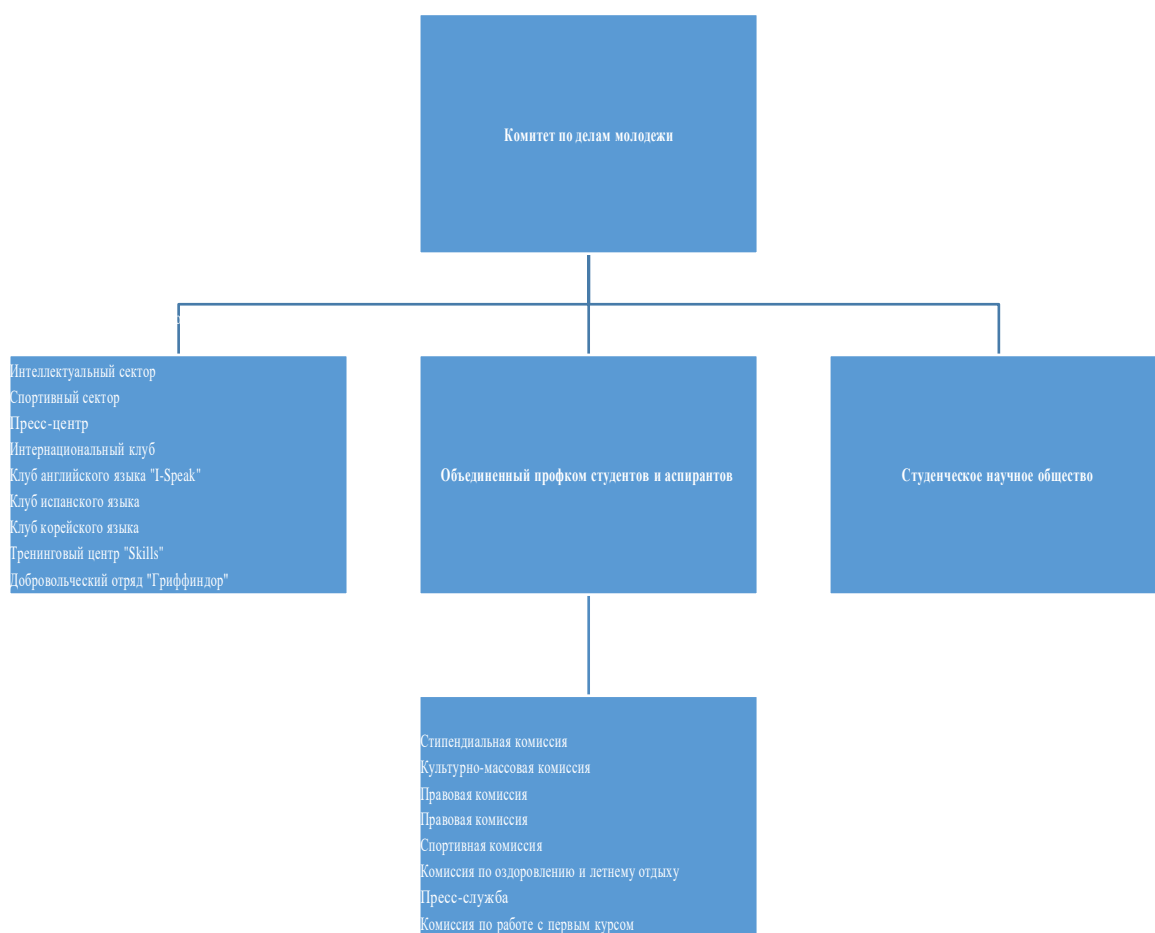 Комитет по делам молодежи
Интеллектуальный сектор
Спортивный сектор
Пресс-центр
Интернациональный клуб
Клуб английского языка "I-Speak"
Клуб испанского языка
Клуб корейского языка
Тренинговый центр "Skills"
Добровольческий отряд "Гриффиндор"
Объединенный профком студентов и аспирантов
Студенческое научное общество
Стипендиальная комиссия
Культурно-массовая комиссия
Правовая комиссия
Правовая комиссия
Спортивная комиссия
Комиссия по оздоровлению и летнему отдыху
Пресс-служба
Комиссия по работе с первым курсом